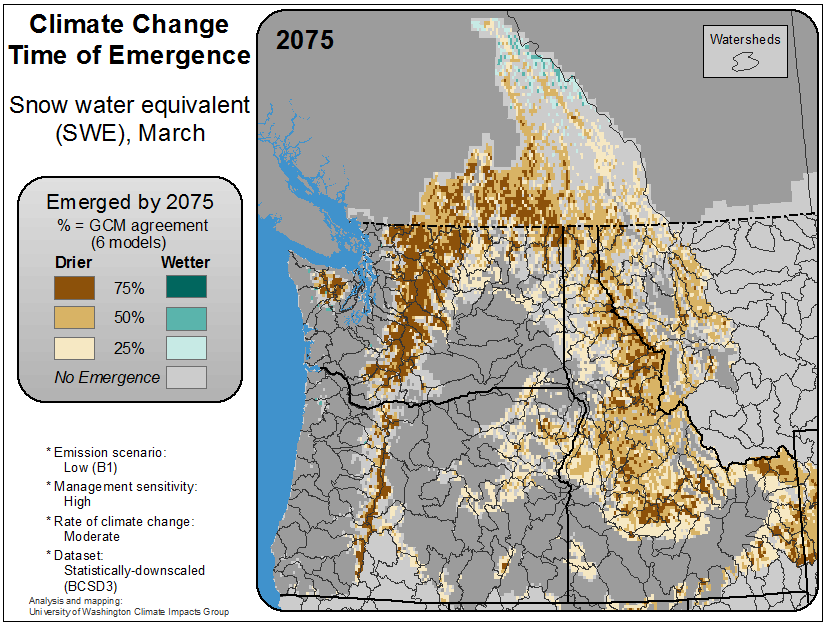 Climate Change
Time of Emergence
Snow water equivalent
(SWE), March
Emerged by 2075
% = GCM agreement
(6 models)
Drier Wetter
75%
50%
25%
No Emergence
* Emission scenario:
Low (B1)
* Management sensitivity:
High
* Rate of climate change:
Moderate
* Dataset:
Statistically-downscaled
(BCSD3)
Analysis and mapping:
University of Washington Climate Impacts Group
2075
Watersheds